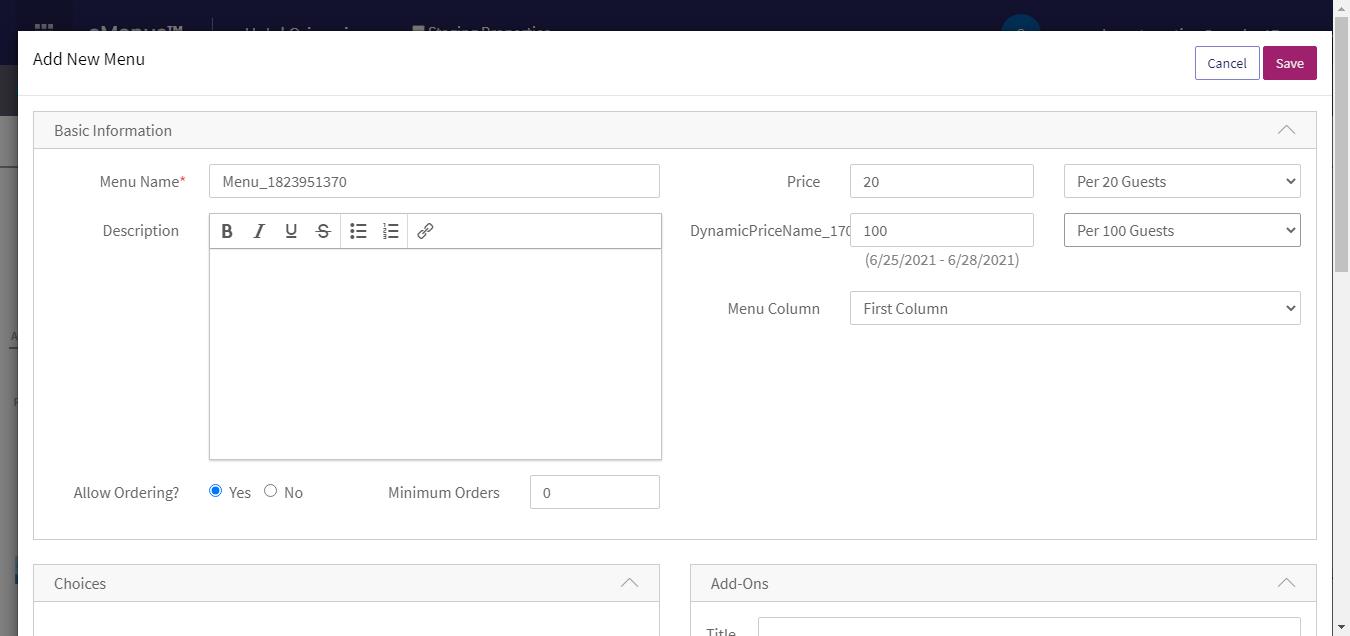 Add New Menu
Cancel
Save
Basic Information
Menu Name*
Menu_1823951370
Price
20
Per 20 Guests
Description
B I U S
DynamicPriceName_170
100
Per 100 Guests
(6/25/2021 - 6/28/2021)
Menu Column
First Column
Allow Ordering?
Yes
No
Minimum Orders
0
Choices
Add-Ons
Title